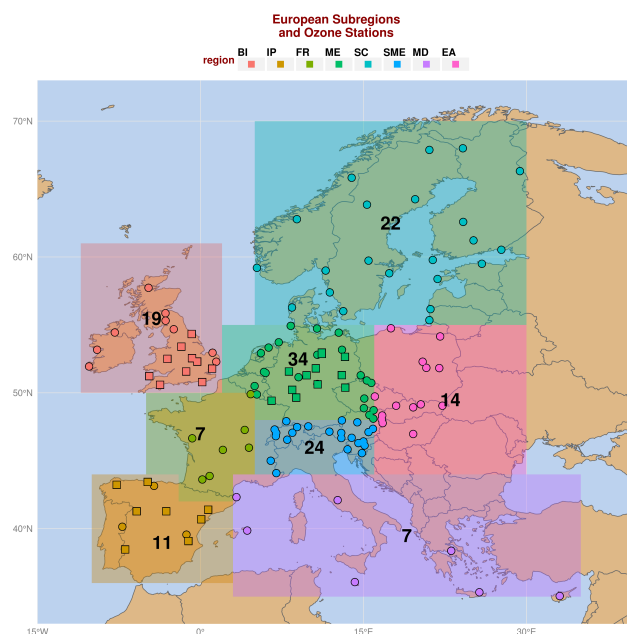 European Subregions
and Ozone Stations
region BI IP FR ME SC SME MD EA
70°N
22
60°N
19
34
50°N
14
7
24
40°N
11
7
15°W 0° 15°E 30°E